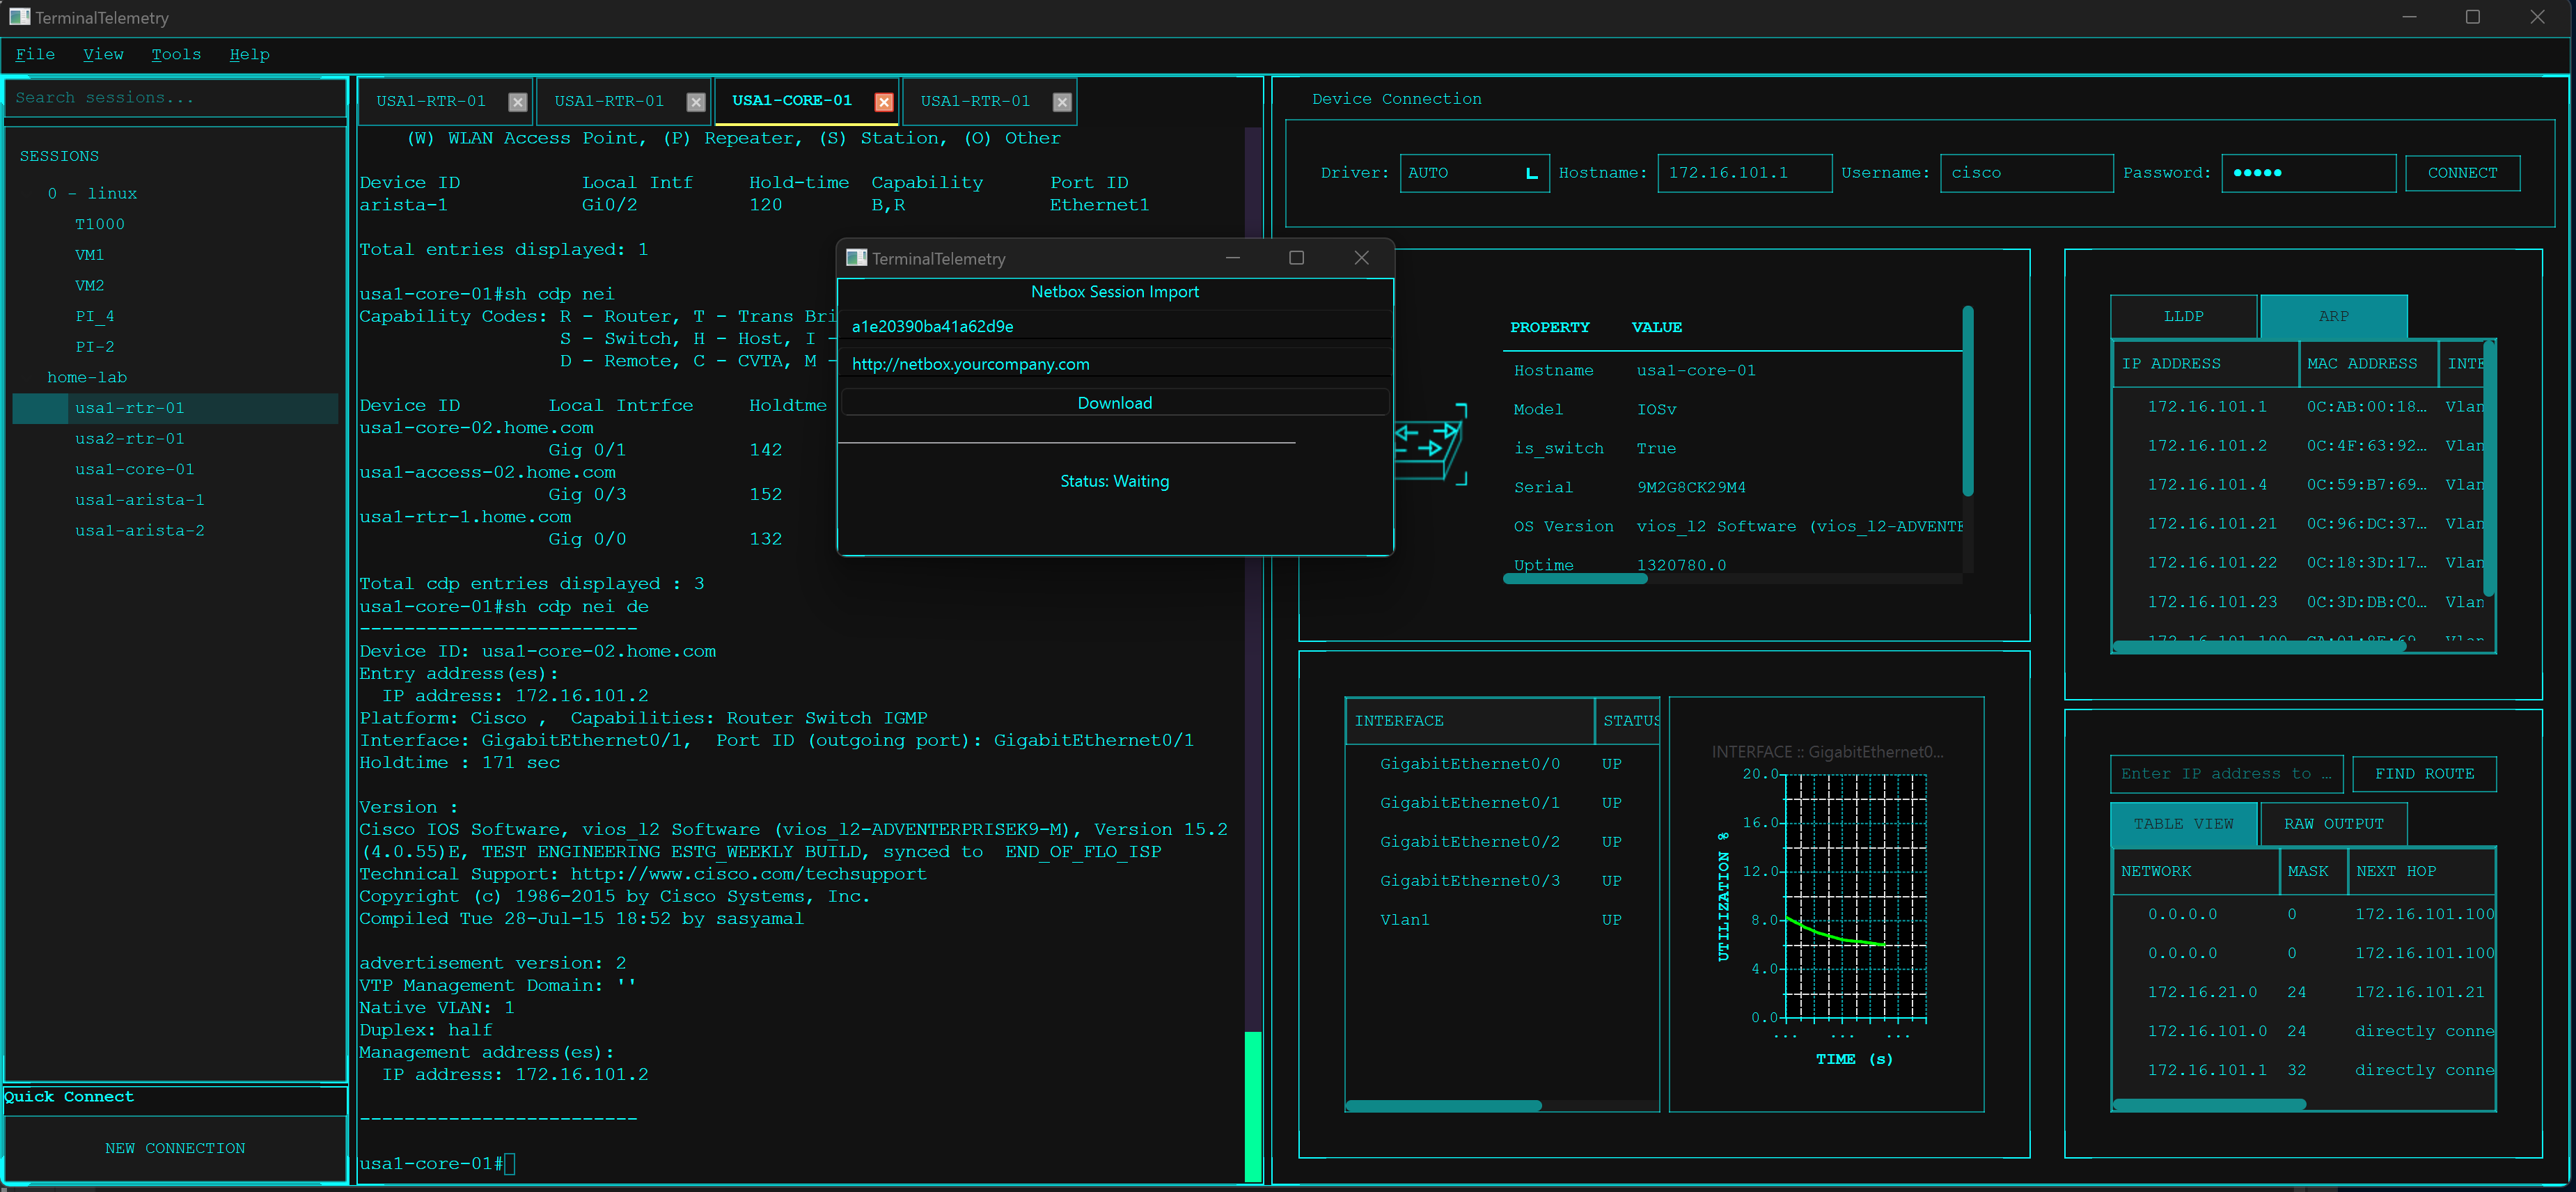 TerminalTelemetry
File View Tools Help
Search sessions...
SESSIONS
0 - linux
T1000
VM1
VM2
PI_4
PI-2
home-lab
usa1-rtr-01
usa2-rtr-01
usa1-core-01
usa1-arista-1
usa1-arista-2
Quick Connect
NEW CONNECTION
USA1-RTR-01 USA1-RTR-01 USA1-CORE-01 USA1-RTR-01
(W) WLAN Access Point, (P) Repeater, (S) Station, (O) Other
Device ID Local Intf Hold-time Capability Port ID
arista-1 Gi0/2 120 B,R Ethernet1
Total entries displayed: 1
usa1-core-01#sh cdp nei
Capability Codes: R - Router, T - Trans Bri
S - Switch, H - Host, I -
D - Remote, C - CVTA, M -
Device ID Local Intrfce Holdtme
usa1-core-02.home.com
Gig 0/1 142
usa1-access-02.home.com
Gig 0/3 152
usa1-rtr-1.home.com
Gig 0/0 132
Total cdp entries displayed : 3
usa1-core-01#sh cdp nei de
-------------------------
Device ID: usa1-core-02.home.com
Entry address(es):
IP address: 172.16.101.2
Platform: Cisco , Capabilities: Router Switch IGMP
Interface: GigabitEthernet0/1, Port ID (outgoing port): GigabitEthernet0/1
Holdtime : 171 sec
Version :
Cisco IOS Software, vios_l2 Software (vios_l2-ADVENTERPRISEK9-M), Version 15.2
(4.0.55)E, TEST ENGINEERING ESTG_WEEKLY BUILD, synced to END_OF_FLO_ISP
Technical Support: http://www.cisco.com/techsupport
Copyright (c) 1986-2015 by Cisco Systems, Inc.
Compiled Tue 28-Jul-15 18:52 by sasyamal
advertisement version: 2
VTP Management Domain: ''
Native VLAN: 1
Duplex: half
Management address(es):
IP address: 172.16.101.2
-------------------------
usa1-core-01#
TerminalTelemetry
Netbox Session Import
a1e20390ba41a62d9e
http://netbox.yourcompany.com
Download
Status: Waiting
Device Connection
Driver: AUTO Hostname: 172.16.101.1 Username: cisco Password: ●●●●● CONNECT
PROPERTY VALUE
Hostname usa1-core-01
Model IOSv
is_switch True
Serial 9M2G8CK29M4
OS Version vios_l2 Software (vios_l2-ADVENTE
Uptime 1320780.0
LLDP ARP
IP ADDRESS MAC ADDRESS INTE
172.16.101.1 0C:AB:00:18... Vlan
172.16.101.2 0C:4F:63:92... Vlan
172.16.101.4 0C:59:B7:69... Vlan
172.16.101.21 0C:96:DC:37... Vlan
172.16.101.22 0C:18:3D:17... Vlan
172.16.101.23 0C:3D:DB:C0... Vlan
172.16.101.100
INTERFACE STATUS
GigabitEthernet0/0 UP
GigabitEthernet0/1 UP
GigabitEthernet0/2 UP
GigabitEthernet0/3 UP
Vlan1 UP
INTERFACE :: GigabitEthernet0...
20.0
16.0
12.0
8.0
4.0
0.0
UTILIZATION %
... ... ...
TIME (s)
Enter IP address to … FIND ROUTE
TABLE VIEW RAW OUTPUT
NETWORK MASK NEXT HOP
0.0.0.0 0 172.16.101.100
0.0.0.0 0 172.16.101.100
172.16.21.0 24 172.16.101.21
172.16.101.0 24 directly conne
172.16.101.1 32 directly conne